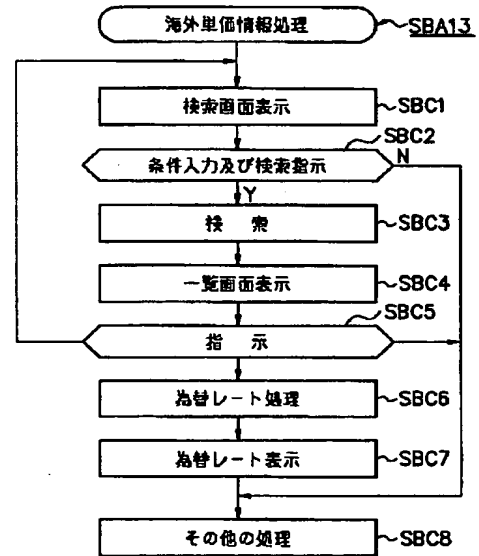 海外単価情報処理 SBA13
検索画面表示 SBC1
SBC2
条件入力及び検索指示 N
Y
検 索 SBC3
一覧画面表示 SBC4
SBC5
指 示
為替レート処理 SBC6
為替レート表示 SBC7
その他の処理 SBC8